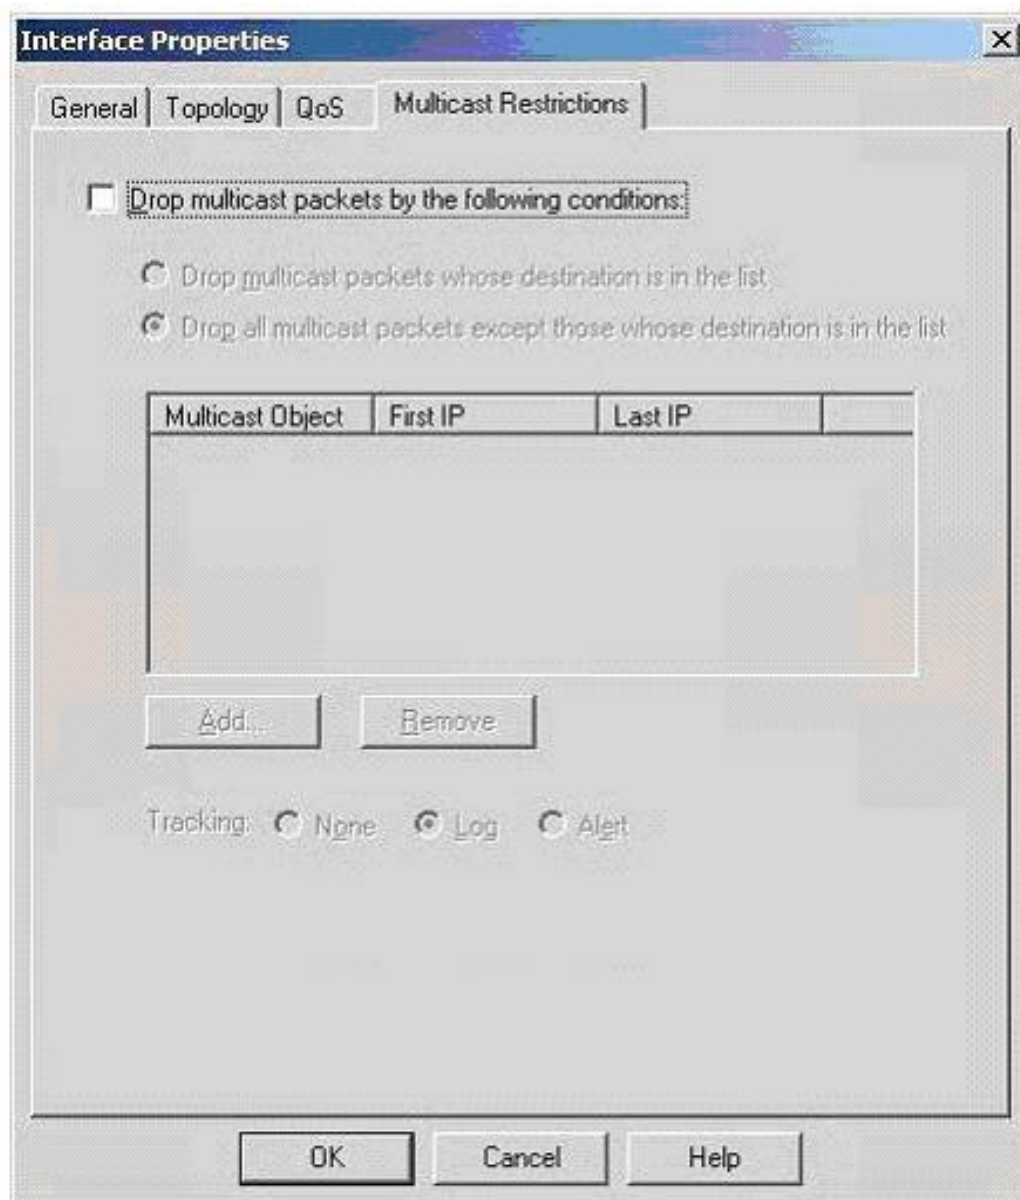 Interface Properties
General Topology QoS Multicast Restrictions
Drop multicast packets by the following conditions:
Drop multicast packets whose destination is in the list
Drop all multicast packets except those whose destination is in the list
Multicast Object First IP Last IP
Add... Remove
Tracking: None Log Alert
OK Cancel Help